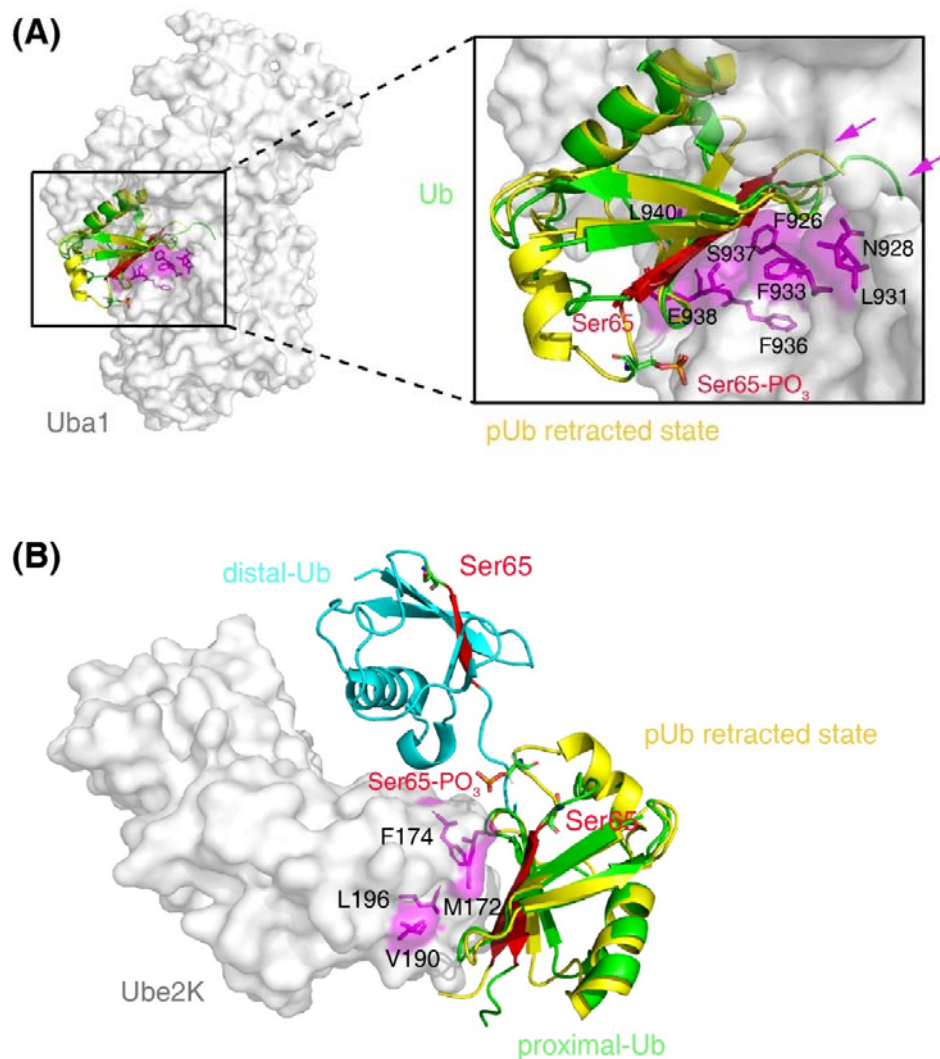 (A)
Ub
L940
F926
S937
N928
F933
L931
E938
Ser65
F936
Ser65-PO₃
Uba1
pUb retracted state
(B)
distal-Ub
Ser65
pUb retracted state
Ser65-PO₃
Ser65
F174
L196
M172
V190
Ube2K
proximal-Ub